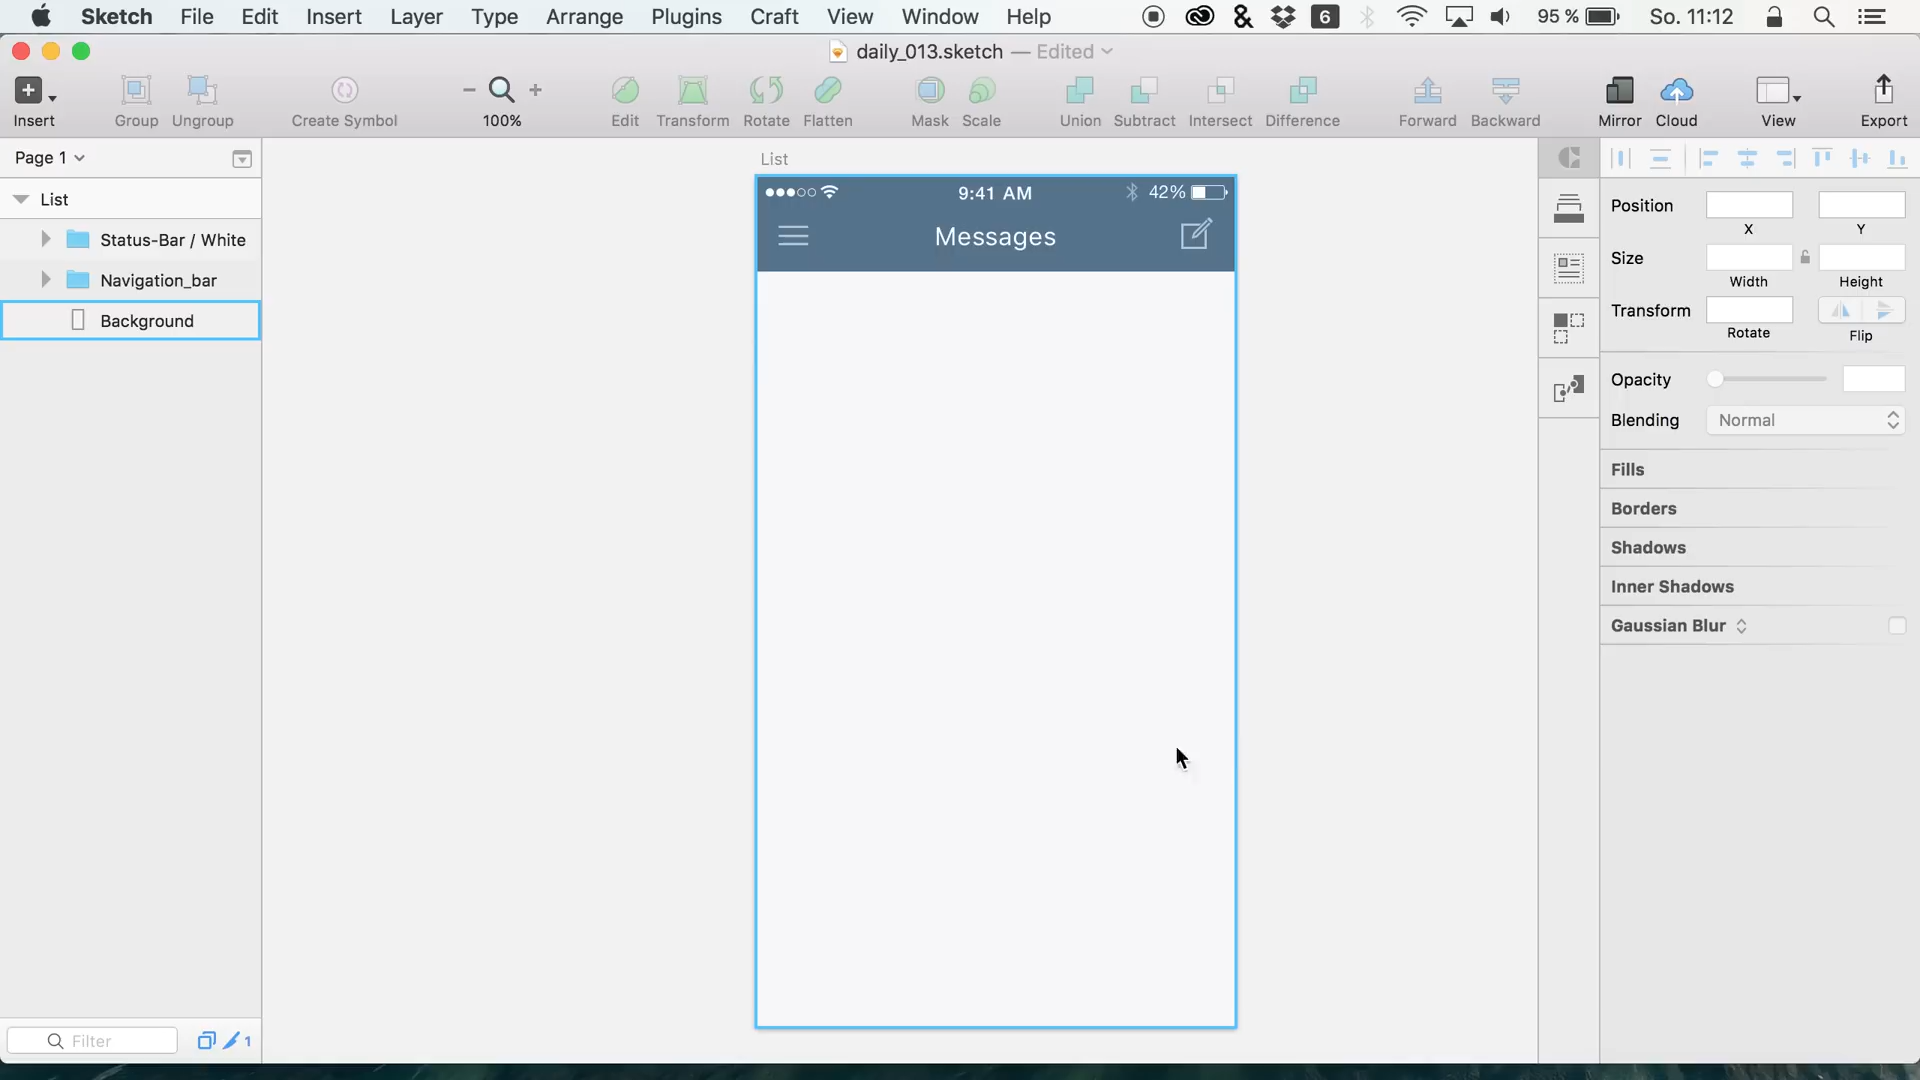 Sketch File Edit Insert Layer Type Arrange Plugins Craft View Window Help 6 95 % So. 11:12
daily_013.sketch — Edited
Insert Group Ungroup Create Symbol 100% Edit Transform Rotate Flatten Mask Scale Union Subtract Intersect Difference Forward Backward Mirror Cloud View Export
Page 1
List
Status-Bar / White
Navigation_bar
Background
Filter
1
List
9:41 AM
42%
Messages
Position
X
Y
Size
Width
Height
Transform
Rotate
Flip
Opacity
Blending
Normal
Fills
Borders
Shadows
Inner Shadows
Gaussian Blur